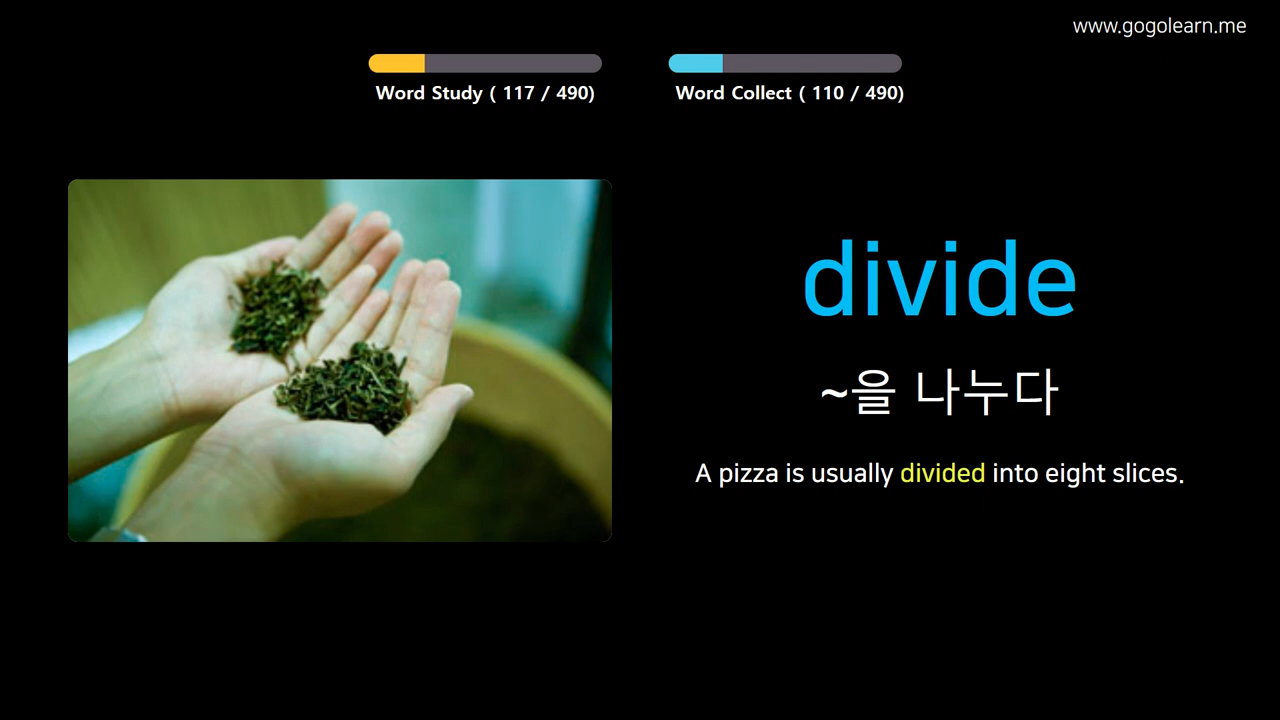 www.gogolearn.me
Word Study ( 117 / 490)
Word Collect ( 110 / 490)
divide
~을 나누다
A pizza is usually divided into eight slices.